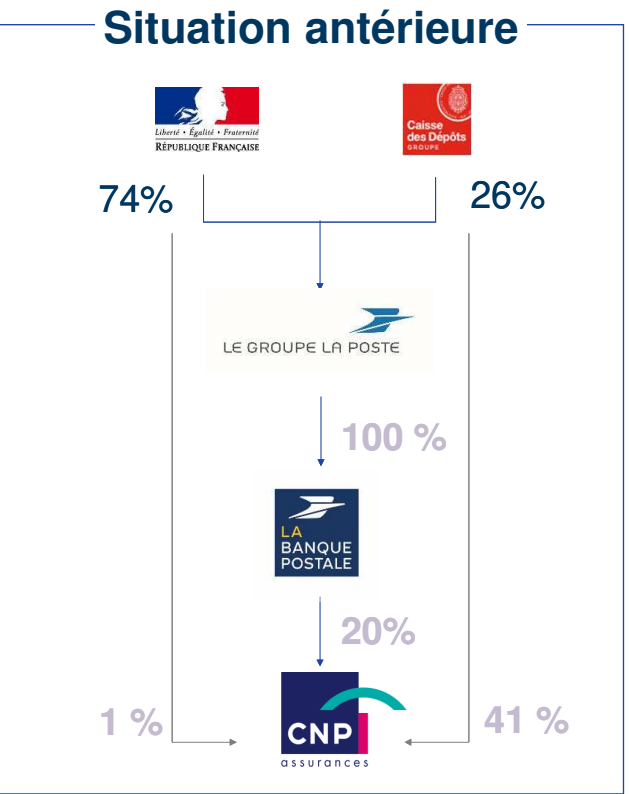 Situation antérieure
Liberté • Égalité • Fraternité
RÉPUBLIQUE FRANÇAISE
Caisse
des Dépôts
GROUPE
74%
26%
LE GROUPE LA POSTE
100 %
LA
BANQUE
POSTALE
20%
1 %
41 %
CNP
assurances